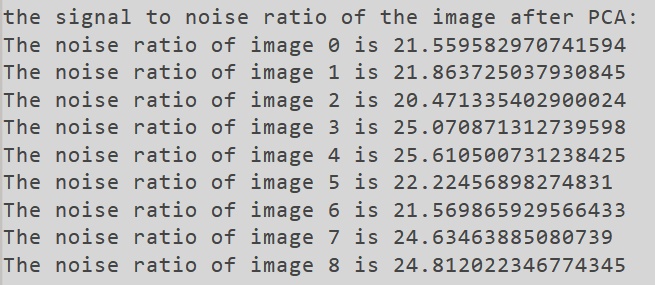 the signal to noise ratio of the image after PCA:
The noise ratio of image 0 is 21.559582970741594
The noise ratio of image 1 is 21.863725037930845
The noise ratio of image 2 is 20.471335402900024
The noise ratio of image 3 is 25.070871312739598
The noise ratio of image 4 is 25.610500731238425
The noise ratio of image 5 is 22.22456898274831
The noise ratio of image 6 is 21.569865929566433
The noise ratio of image 7 is 24.63463885080739
The noise ratio of image 8 is 24.812022346774345